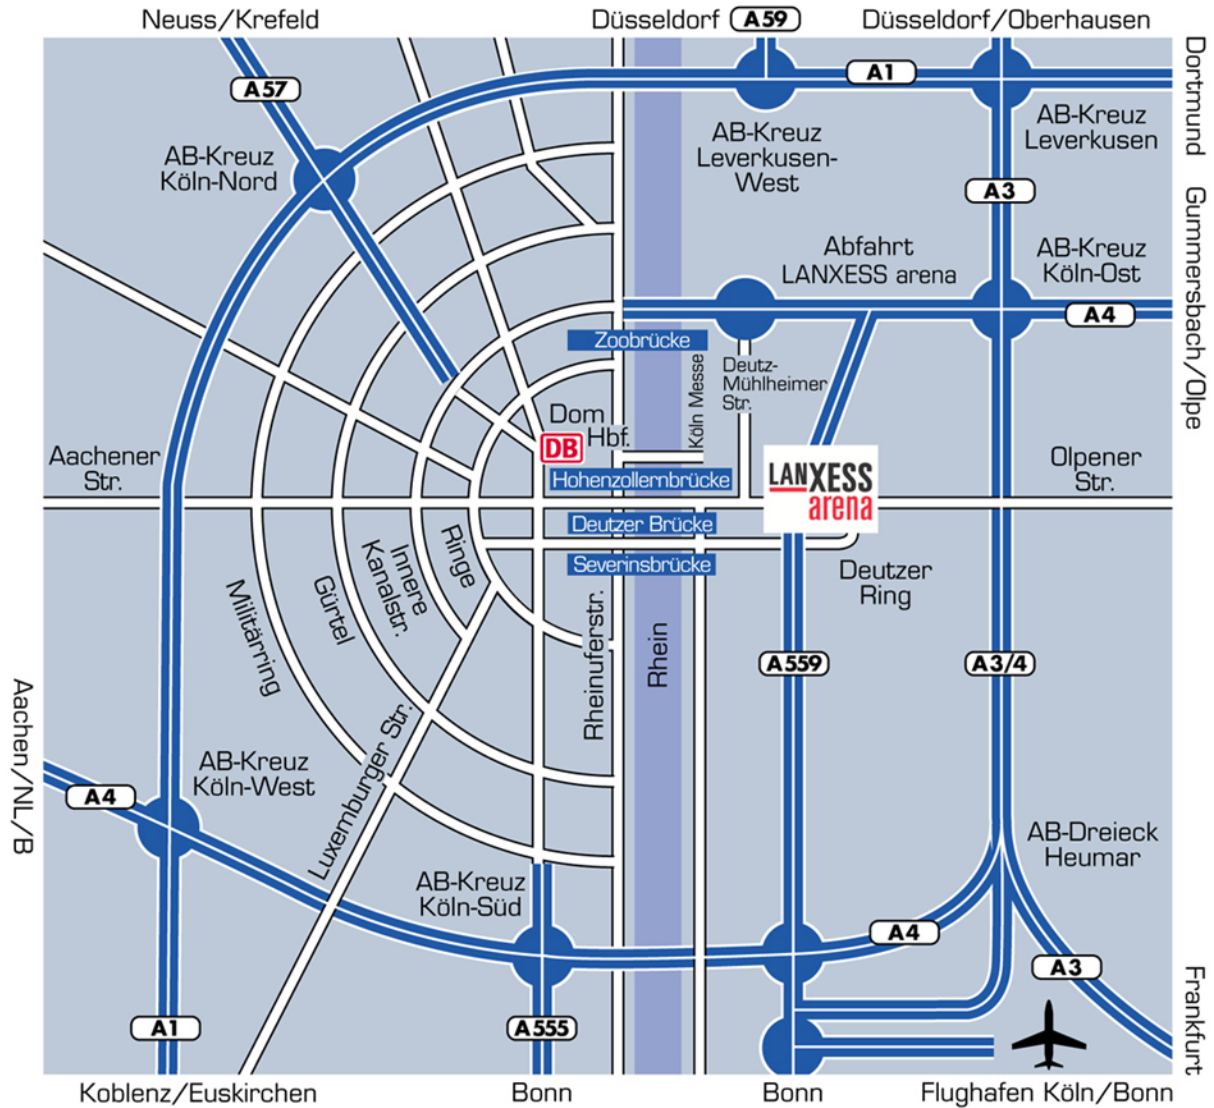 Neuss/Krefeld
Düsseldorf
A59
Düsseldorf/Oberhausen
Dortmund
A57
A1
AB-Kreuz
Köln-Nord
AB-Kreuz
Leverkusen-
West
AB-Kreuz
Leverkusen
A3
Gummersbach/Olpe
Abfahrt
LANXESS arena
AB-Kreuz
Köln-Ost
A4
Zoobrücke
Köln Messe
Deutz-
Mühlheimer
Str.
Dom
Hbf.
DB
Aachener
Str.
Hohenzollernbrücke
LANXESS
arena
Olpener
Str.
Deutzer Brücke
Severinsbrücke
Ringe
Innere
Kanalstr.
Gürtel
Militärring
Deutzer
Ring
Rheinuferstr.
Rhein
A559
A3/4
Aachen/NL/B
Luxemburger Str.
AB-Kreuz
Köln-West
A4
AB-Dreieck
Heumar
AB-Kreuz
Köln-Süd
A4
A3
Frankfurt
A1
A555
Koblenz/Euskirchen
Bonn
Bonn
Flughafen Köln/Bonn